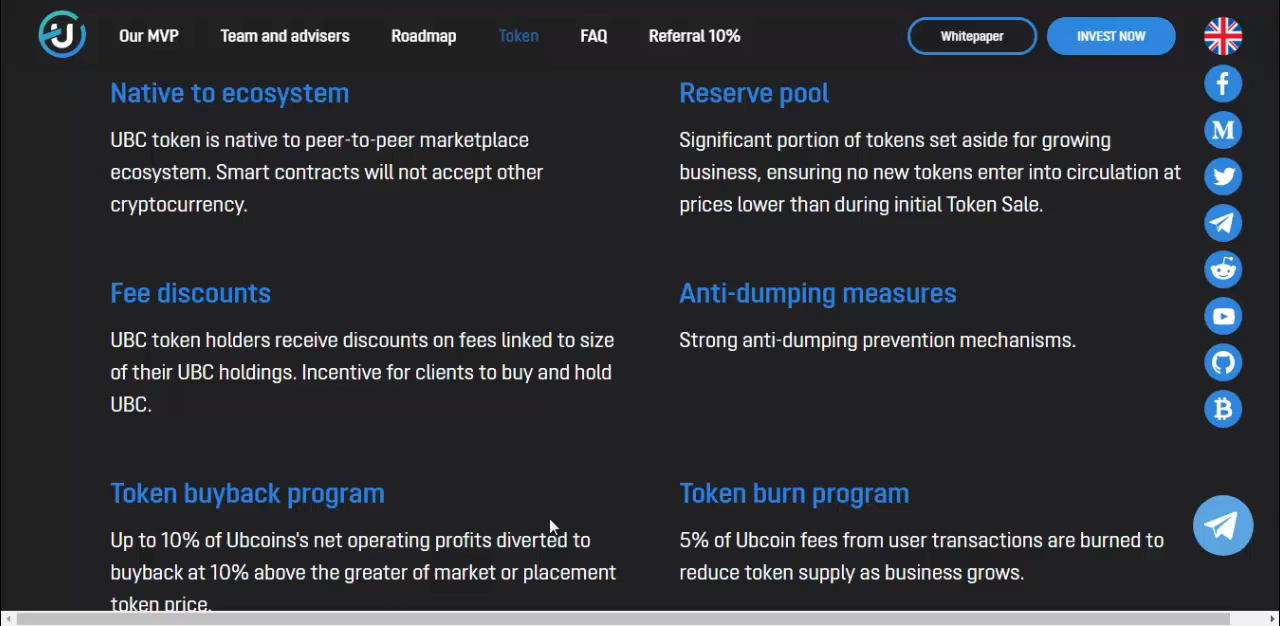 Our MVP
Team and advisers
Roadmap
Token
FAQ
Referral 10%
Whitepaper
INVEST NOW
Native to ecosystem
UBC token is native to peer-to-peer marketplace
ecosystem. Smart contracts will not accept other
cryptocurrency.
Reserve pool
Significant portion of tokens set aside for growing
business, ensuring no new tokens enter into circulation at
prices lower than during initial Token Sale.
Fee discounts
UBC token holders receive discounts on fees linked to size
of their UBC holdings. Incentive for clients to buy and hold
UBC.
Anti-dumping measures
Strong anti-dumping prevention mechanisms.
Token buyback program
Up to 10% of Ubcoins's net operating profits diverted to
buyback at 10% above the greater of market or placement
token price.
Token burn program
5% of Ubcoin fees from user transactions are burned to
reduce token supply as business grows.